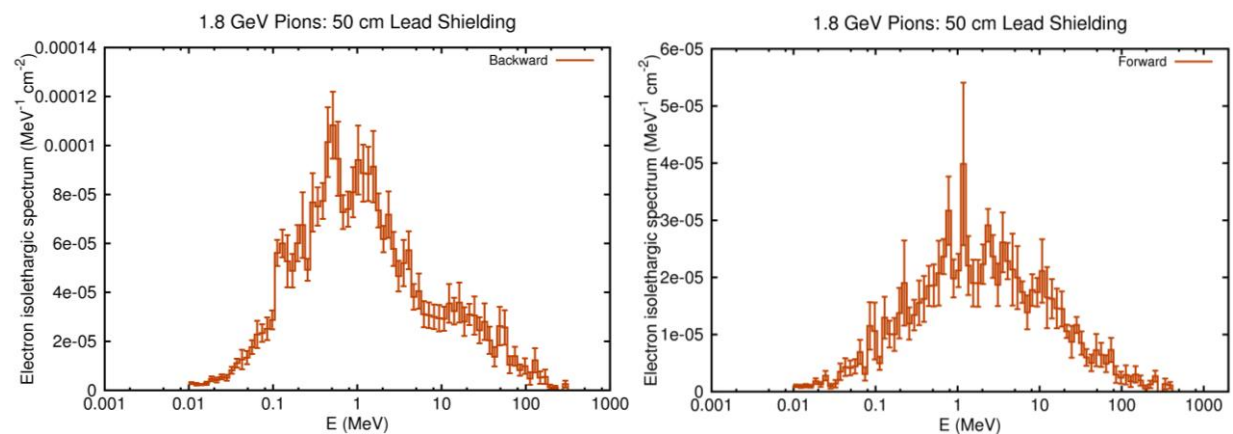 1.8 GeV Pions: 50 cm Lead Shielding
Electron isolethargic spectrum (MeV⁻¹ cm⁻²)
0.00014
0.00012
0.0001
8e-05
6e-05
4e-05
2e-05
0
Backward
0.001
0.01
0.1
1
10
100
1000
E (MeV)
1.8 GeV Pions: 50 cm Lead Shielding
Electron isolethargic spectrum (MeV⁻¹ cm⁻²)
6e-05
5e-05
4e-05
3e-05
2e-05
1e-05
0
Forward
0.001
0.01
0.1
1
10
100
1000
E (MeV)